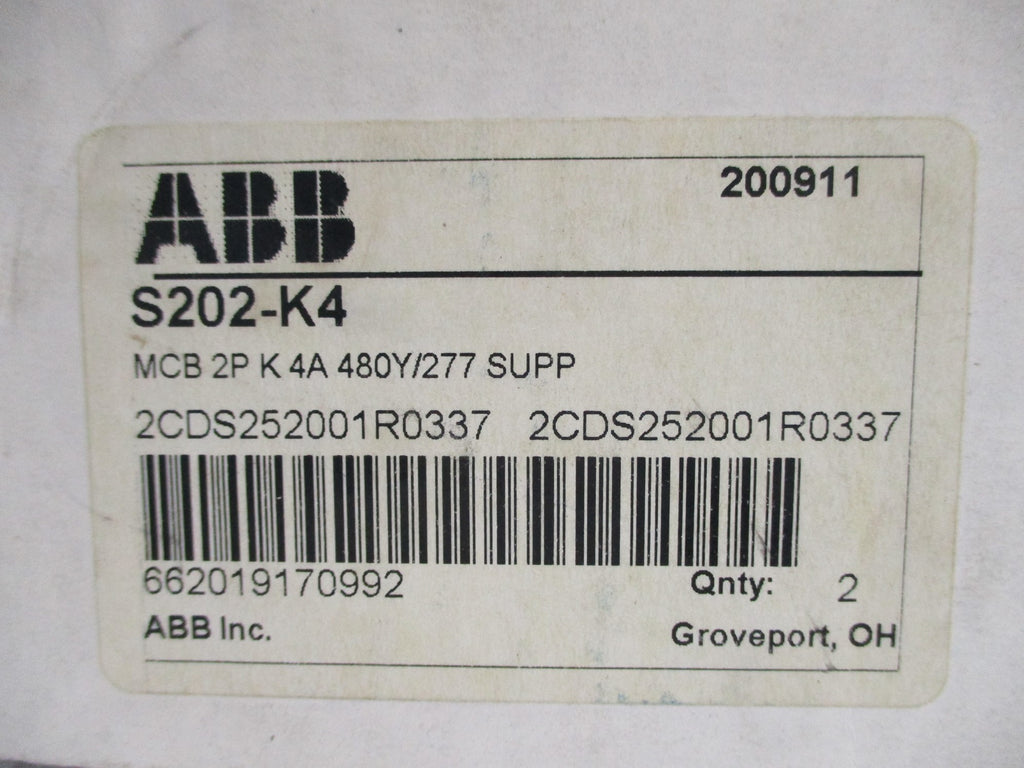 ABB 200911
S202-K4
MCB 2P K 4A 480Y/277 SUPP
2CDS252001R0337 2CDS252001R0337
662019170992 Qnty: 2
ABB Inc. Groveport, OH